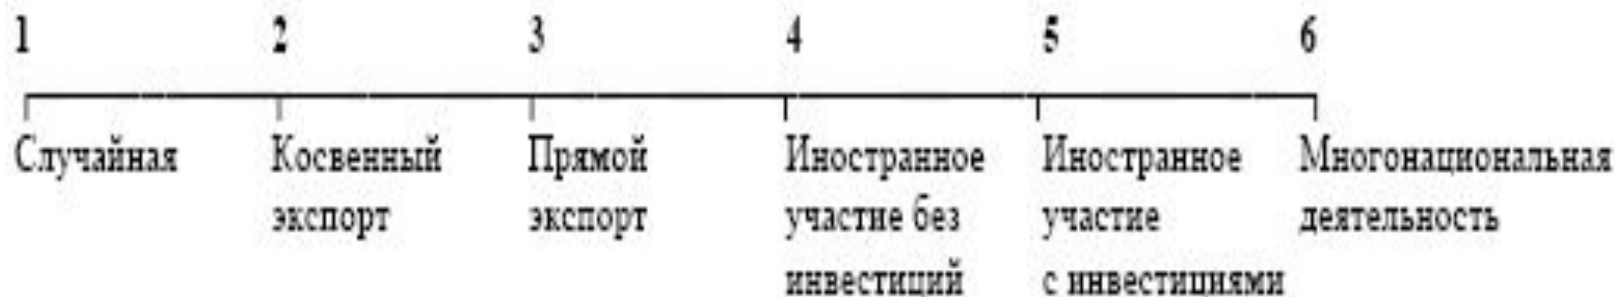 1 2 3 4 5 6
Случайная Косвенный Прямой Иностранное Иностранное Многонациональная
экспорт экспорт участие без участие деятельность
инвестиций с инвестициями